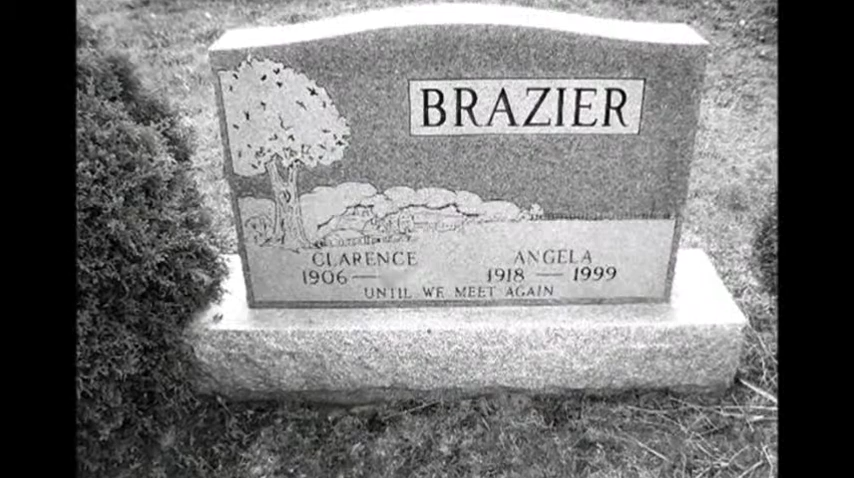 BRAZIER
CLARENCE ANGELA
1906 — 1918 — 1999
UNTIL WE MEET AGAIN